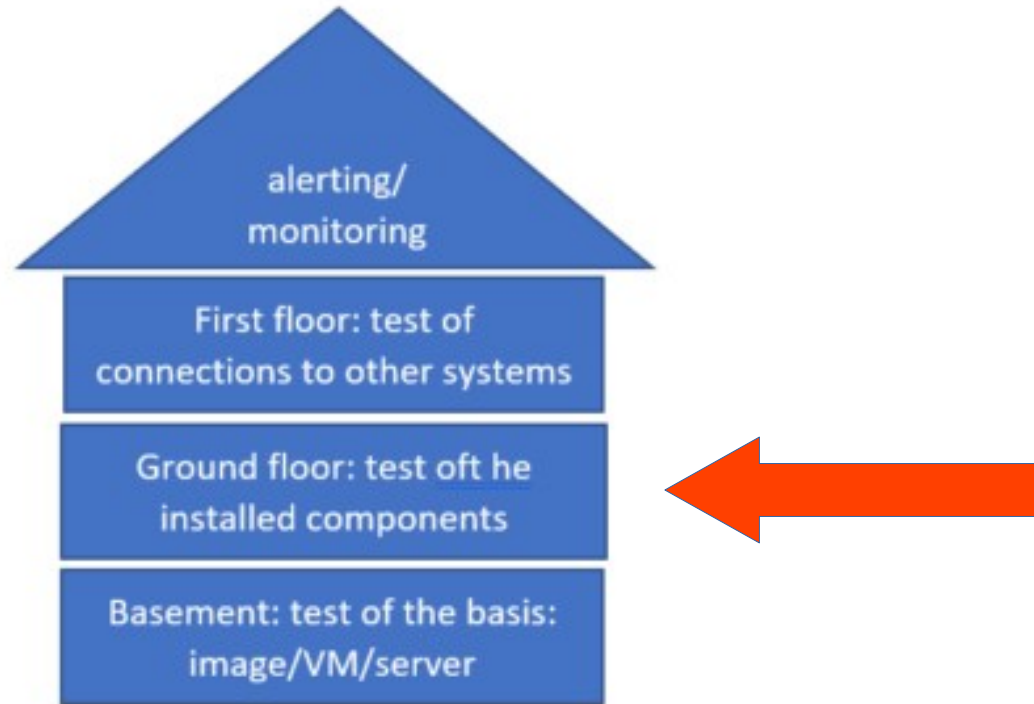 alerting/
monitoring
First floor: test of
connections to other systems
Ground floor: test oft he
installed components
Basement: test of the basis:
image/VM/server